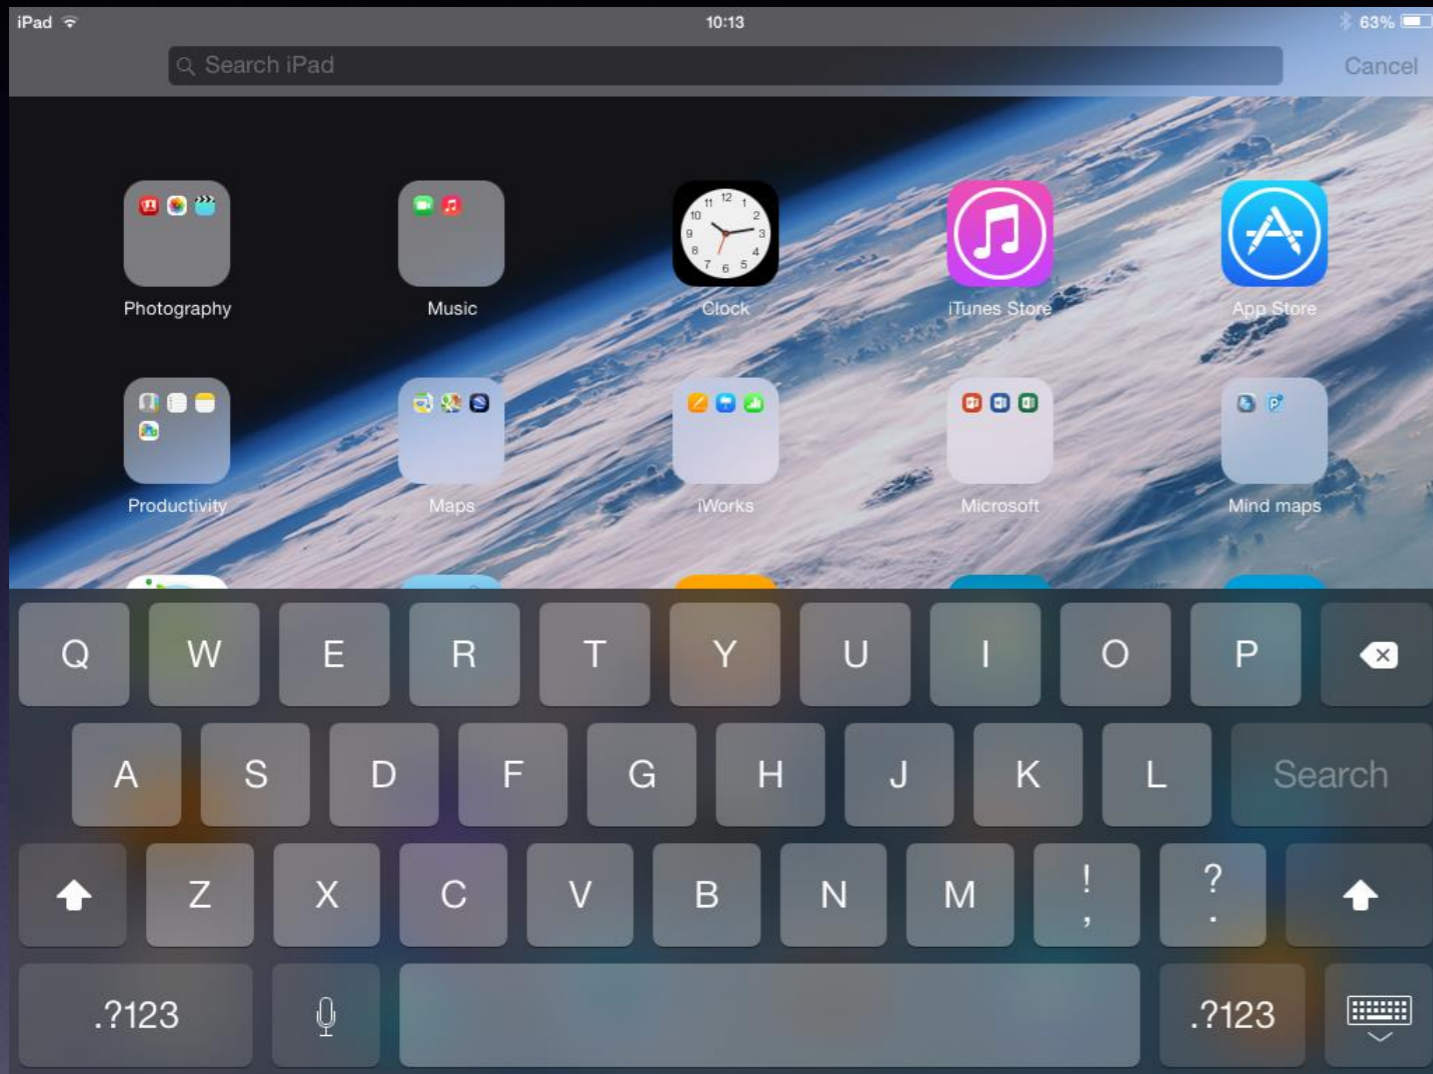 iPad 10:13 63%
Search iPad Cancel
Photography Music Clock iTunes Store App Store
Productivity Maps iWorks Microsoft Mind maps
Q W E R T Y U I O P
A S D F G H J K L Search
Z X C V B N M ! , ? .
.?123 .?123